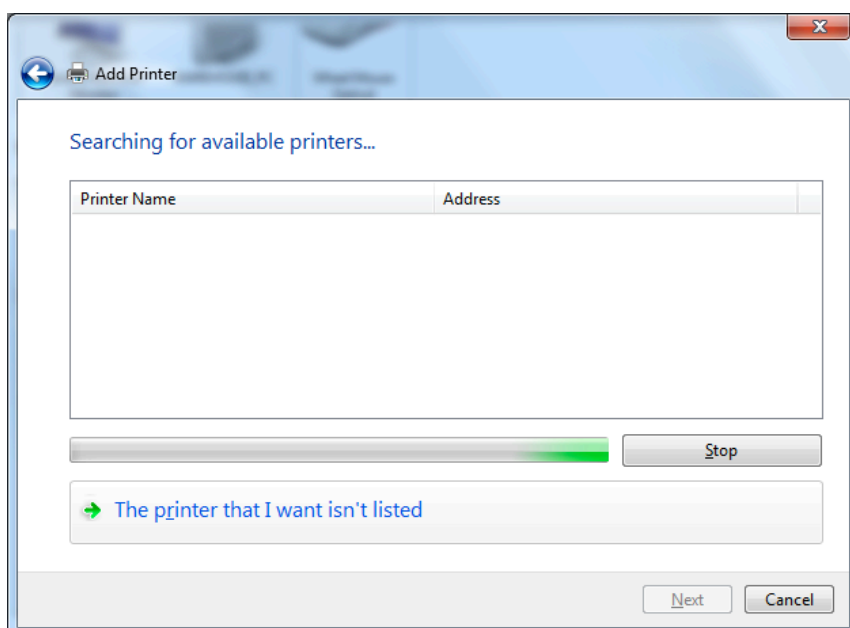 Add Printer
Searching for available printers...
Printer Name Address
Stop
The printer that I want isn't listed
Next Cancel